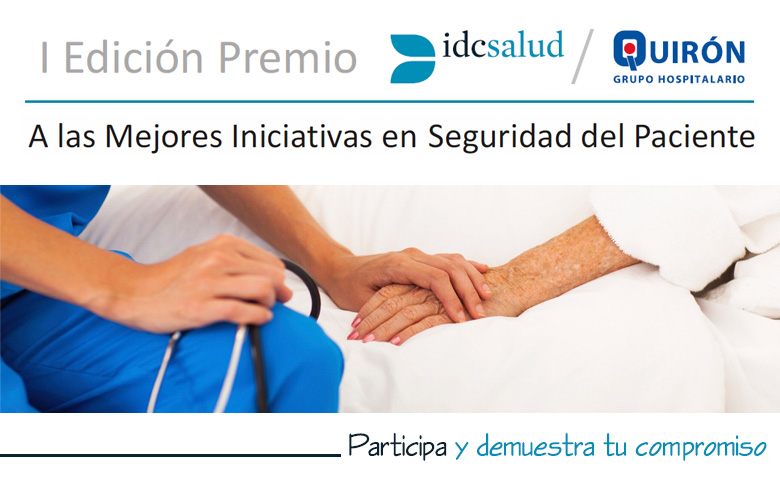 I Edición Premio idcsalud / QUIRÓN
GRUPO HOSPITALARIO
A las Mejores Iniciativas en Seguridad del Paciente
Participa y demuestra tu compromiso